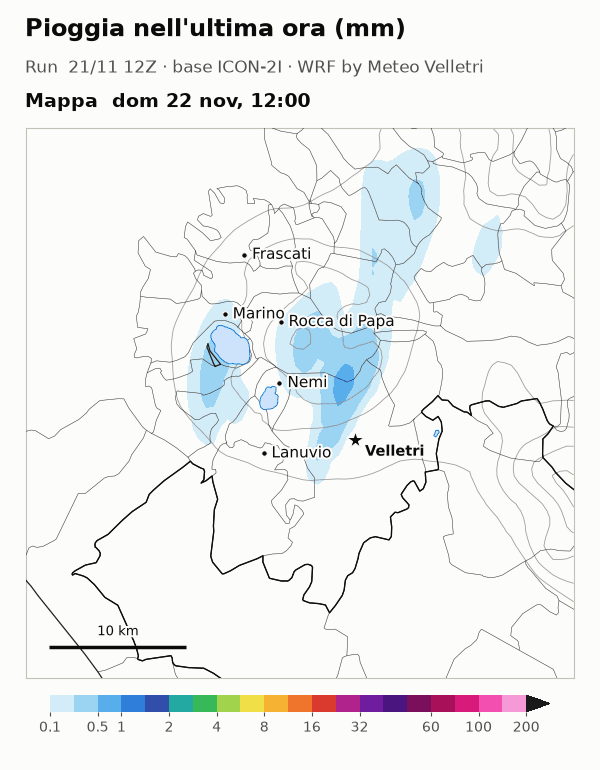 Pioggia nell'ultima ora (mm)
Run  21/11 12Z · base ICON-2I · WRF by Meteo Velletri
Mappa  dom 22 nov, 12:00
Frascati
Marino
Rocca di Papa
Nemi
Velletri
Lanuvio
10 km
0.1 0.5 1 2 4 8 16 32 60 100 200